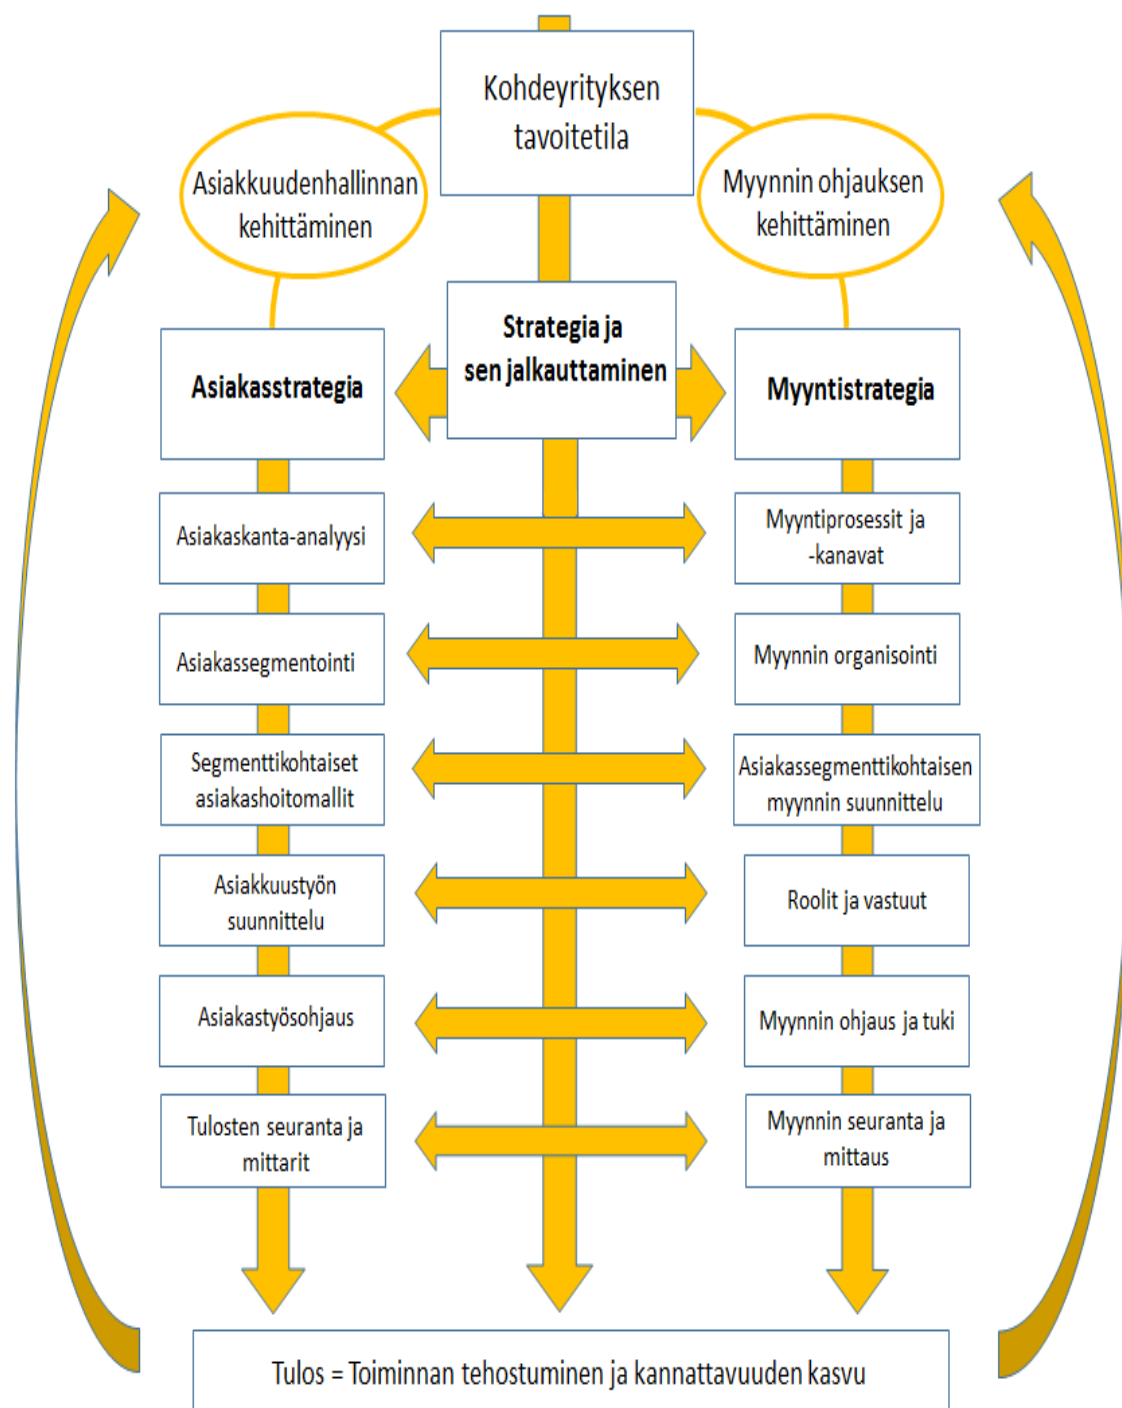 Kohdeyrityksen
tavoitetila
Asiakkuudenhallinnan
kehittäminen
Myynnin ohjauksen
kehittäminen
Strategia ja
sen jalkauttaminen
Asiakasstrategia
Myyntistrategia
Asiakaskanta-analyysi
Myyntiprosessit ja
-kanavat
Asiakassegmentointi
Myynnin organisointi
Segmenttikohtaiset
asiakashoitomallit
Asiakassegmenttikohtaisen
myynnin suunnittelu
Asiakkuustyön
suunnittelu
Roolit ja vastuut
Asiakastyösohjaus
Myynnin ohjaus ja tuki
Tulosten seuranta ja
mittarit
Myynnin seuranta ja
mittaus
Tulos = Toiminnan tehostuminen ja kannattavuuden kasvu